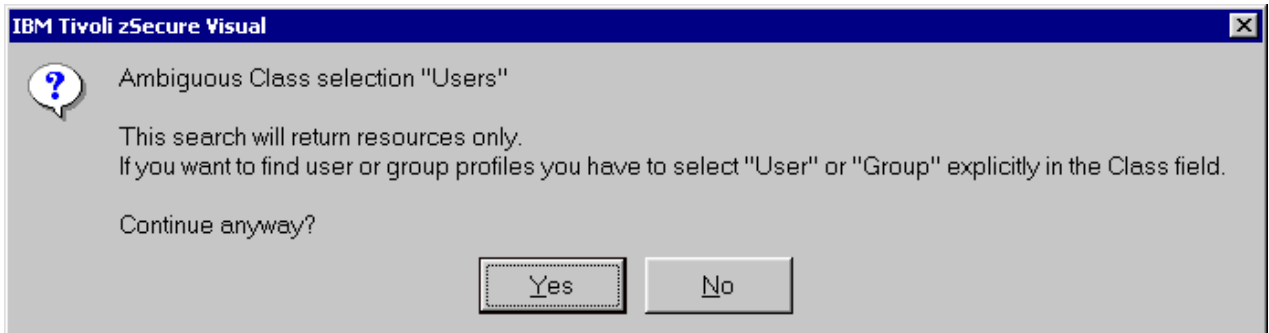 IBM Tivoli zSecure Visual
Ambiguous Class selection "Users"
This search will return resources only.
If you want to find user or group profiles you have to select "User" or "Group" explicitly in the Class field.
Continue anyway?
Yes
No